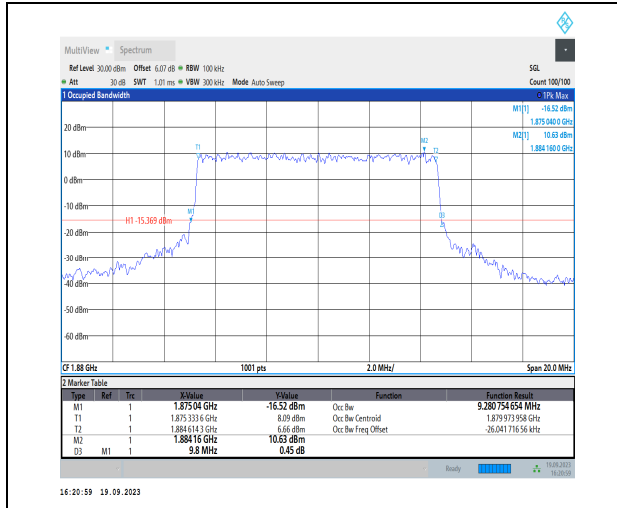 MultiView Spectrum
Ref Level 30.00 dBm Offset 6.07 dB RBW 100 kHz SGL
Att 30 dB SWT 1.01 ms VBW 300 kHz Mode Auto Sweep Count 100/100
1 Occupied Bandwidth 1Pk Max
M1[1] -16.52 dBm
1.875 040 0 GHz
M2[1] 10.63 dBm
1.884 160 0 GHz
20 dBm
M2
T1 T2
10 dBm
0 dBm
-10 dBm
M1 D3
H1 -15.369 dBm
-20 dBm
-30 dBm
-40 dBm
-50 dBm
-60 dBm
CF 1.88 GHz 1001 pts 2.0 MHz/ Span 20.0 MHz
2 Marker Table
Type Ref Trc X-Value Y-Value Function Function Result
M1 1 1.87504 GHz -16.52 dBm Occ Bw 9.280 754 654 MHz
T1 1 1.875 333 6 GHz 8.09 dBm Occ Bw Centroid 1.879 973 958 GHz
T2 1 1.884 614 3 GHz 6.66 dBm Occ Bw Freq Offset -26.041 716 56 kHz
M2 1 1.884 16 GHz 10.63 dBm
D3 M1 1 9.8 MHz 0.45 dB
Ready 19.09.2023
16:20:59
16:20:59 19.09.2023